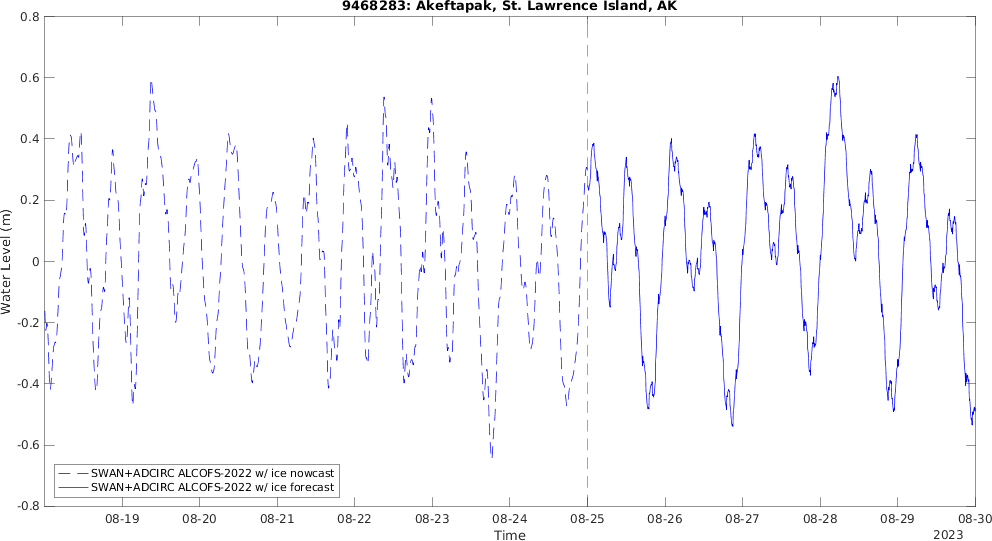 9468283: Akeftapak, St. Lawrence Island, AK
0.8
0.6
0.4
0.2
0
-0.2
-0.4
-0.6
-0.8
Water Level (m)
SWAN+ADCIRC ALCOFS-2022 w/ ice nowcast
SWAN+ADCIRC ALCOFS-2022 w/ ice forecast
08-19 08-20 08-21 08-22 08-23 08-24 08-25 08-26 08-27 08-28 08-29 08-30
Time
2023